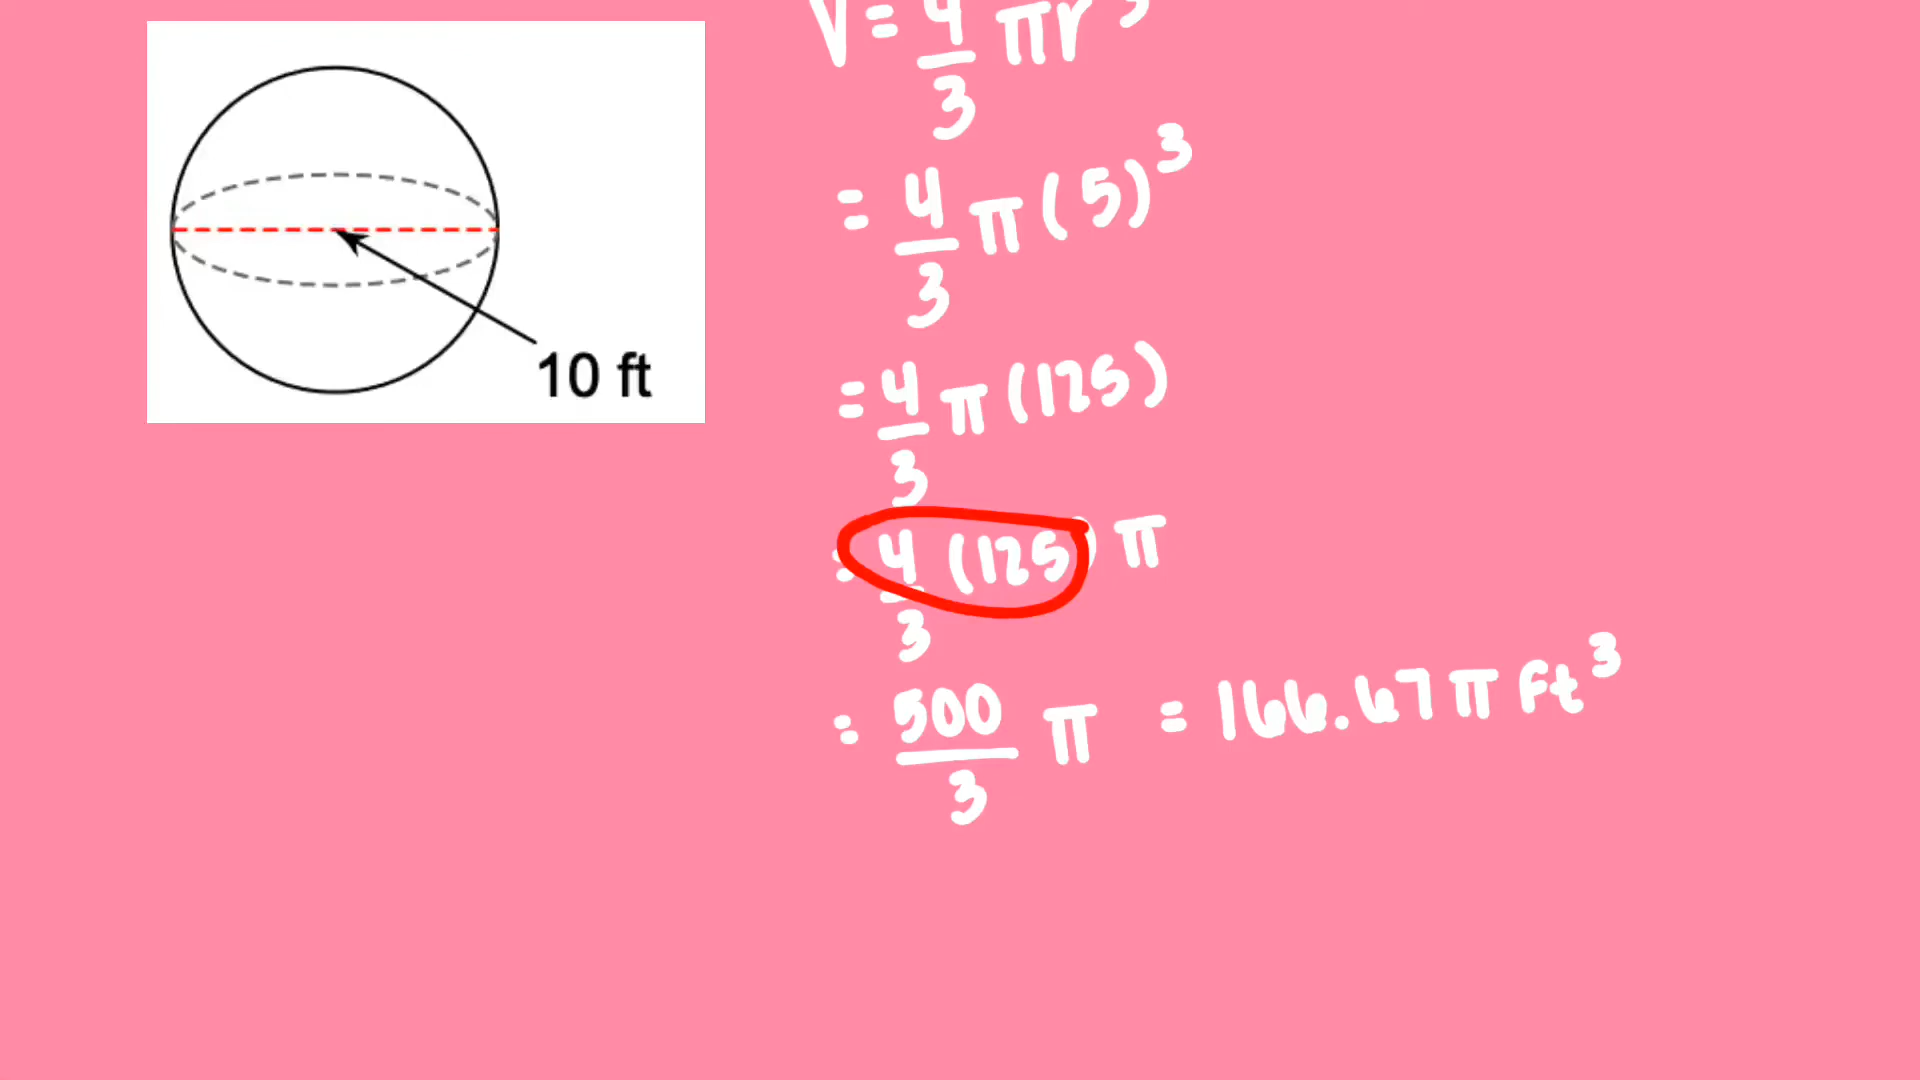 10 ft
V = 4/3 πr³
= 4/3 π(5)³
= 4/3 π(125)
= 4/3 (125)π
= 500/3 π = 166.67π ft³